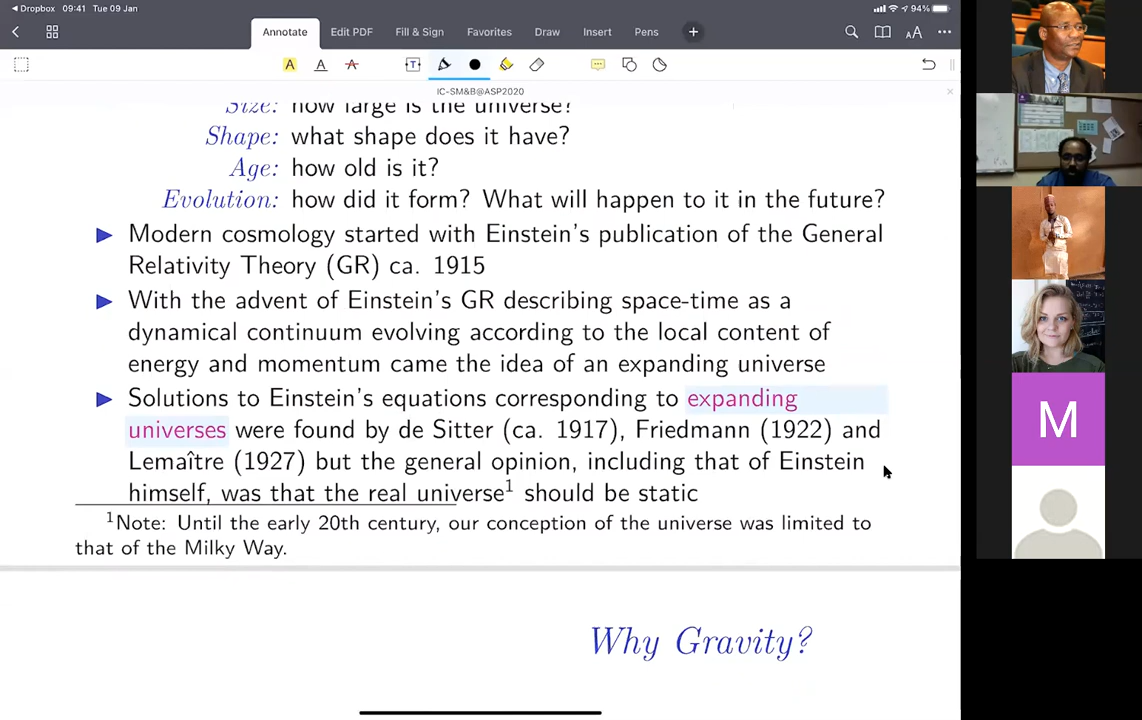 Dropbox 09:41 Tue 09 Jan 94%
Annotate Edit PDF Fill & Sign Favorites Draw Insert Pens
IC-SM&B@ASP2020
Size: how large is the universe?
Shape: what shape does it have?
Age: how old is it?
Evolution: how did it form? What will happen to it in the future?
Modern cosmology started with Einstein's publication of the General
Relativity Theory (GR) ca. 1915
With the advent of Einstein's GR describing space-time as a
dynamical continuum evolving according to the local content of
energy and momentum came the idea of an expanding universe
Solutions to Einstein's equations corresponding to expanding
universes were found by de Sitter (ca. 1917), Friedmann (1922) and
Lemaître (1927) but the general opinion, including that of Einstein
himself, was that the real universe¹ should be static
¹Note: Until the early 20th century, our conception of the universe was limited to
that of the Milky Way.
Why Gravity?
M